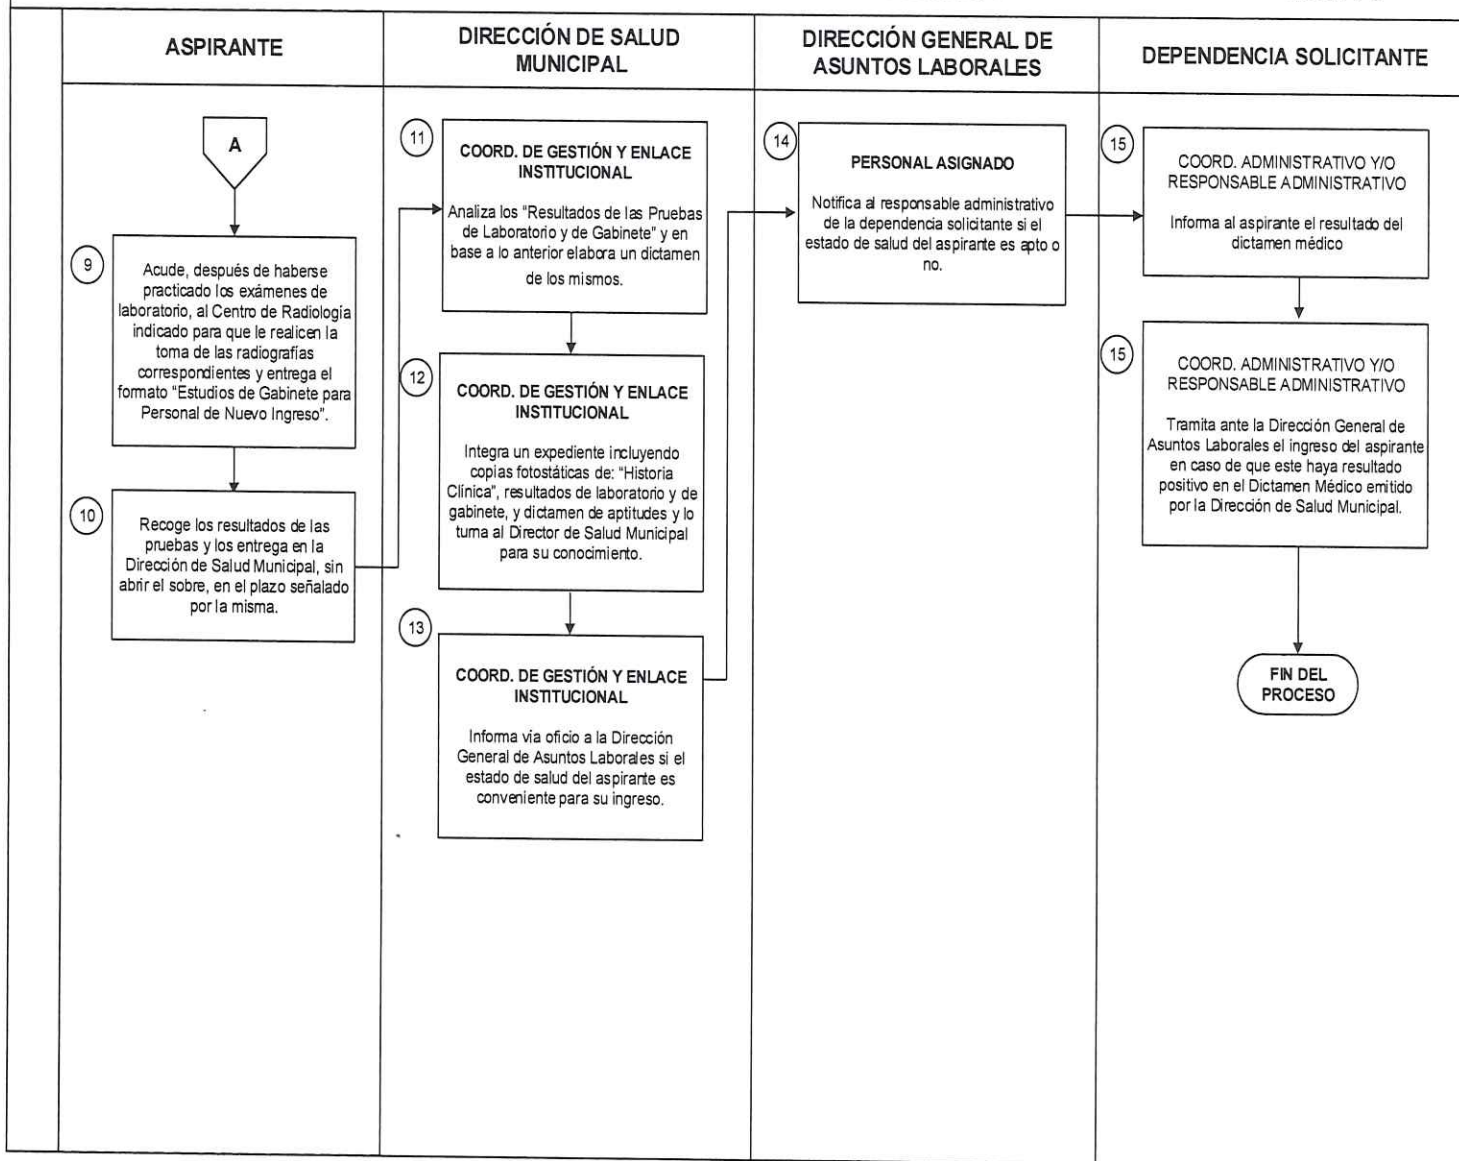 ASPIRANTE
DIRECCIÓN DE SALUD
MUNICIPAL
DIRECCIÓN GENERAL DE
ASUNTOS LABORALES
DEPENDENCIA SOLICITANTE
A
9
Acude, después de haberse
practicado los exámenes de
laboratorio, al Centro de Radiología
indicado para que le realicen la
toma de las radiografías
correspondientes y entrega el
formato "Estudios de Gabinete para
Personal de Nuevo Ingreso".
10
Recoge los resultados de las
pruebas y los entrega en la
Dirección de Salud Municipal, sin
abrir el sobre, en el plazo señalado
por la misma.
11
COORD. DE GESTIÓN Y ENLACE
INSTITUCIONAL
Analiza los "Resultados de las Pruebas
de Laboratorio y de Gabinete" y en
base a lo anterior elabora un dictamen
de los mismos.
12
COORD. DE GESTIÓN Y ENLACE
INSTITUCIONAL
Integra un expediente incluyendo
copias fotostáticas de: "Historia
Clínica", resultados de laboratorio y de
gabinete, y dictamen de aptitudes y lo
turna al Director de Salud Municipal
para su conocimiento.
13
COORD. DE GESTIÓN Y ENLACE
INSTITUCIONAL
Informa vía oficio a la Dirección
General de Asuntos Laborales si el
estado de salud del aspirante es
conveniente para su ingreso.
14
PERSONAL ASIGNADO
Notifica al responsable administrativo
de la dependencia solicitante si el
estado de salud del aspirante es apto o
no.
15
COORD. ADMINISTRATIVO Y/O
RESPONSABLE ADMINISTRATIVO
Informa al aspirante el resultado del
dictamen médico
15
COORD. ADMINISTRATIVO Y/O
RESPONSABLE ADMINISTRATIVO
Tramita ante la Dirección General de
Asuntos Laborales el ingreso del aspirante
en caso de que este haya resultado
positivo en el Dictamen Médico emitido
por la Dirección de Salud Municipal.
FIN DEL
PROCESO